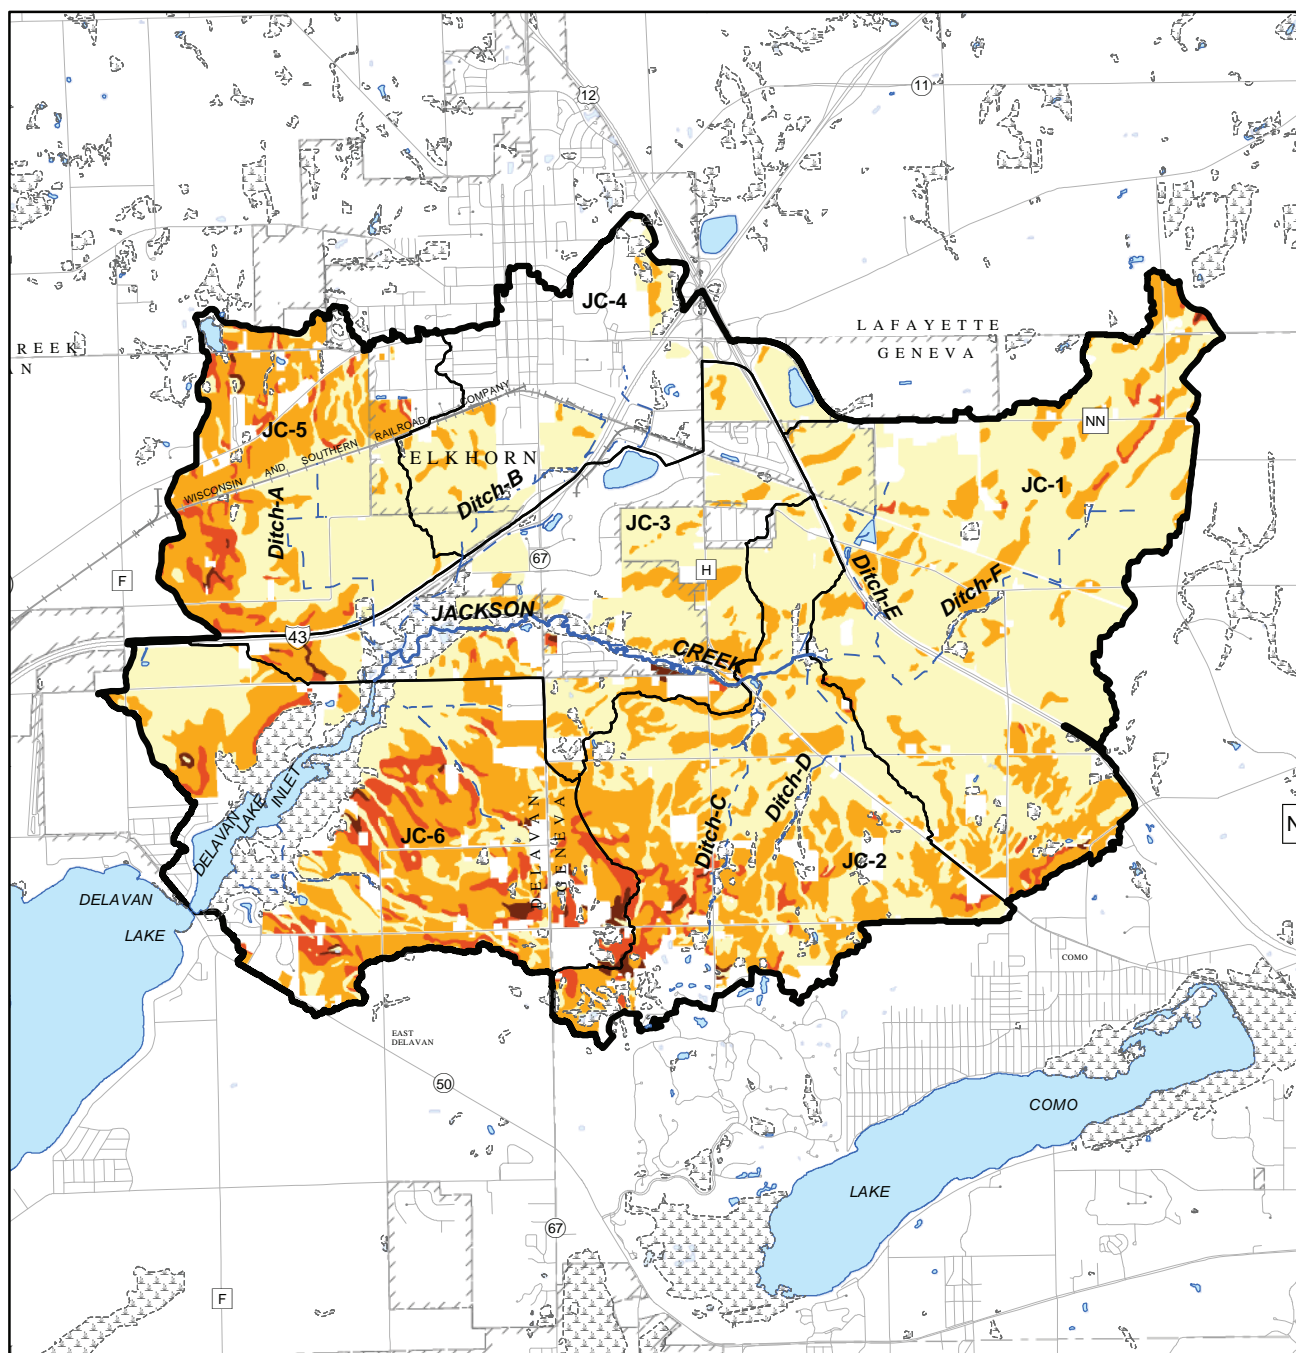 12
11
JC-4
LAFAYETTE
GENEVA
REEK
AN
NN
WISCONSIN AND SOUTHERN RAILROAD COMPANY
JC-5
ELKHORN
JC-1
Ditch-A
Ditch-B
JC-3
67
H
F
Ditch-E
Ditch-F
43
JACKSON
CREEK
DELAVAN
LAKE
INLET
JC-6
DELAVAN
GENEVA
Ditch-C
Ditch-D
JC-2
N
DELAVAN
LAKE
COMO
EAST
DELAVAN
50
COMO
LAKE
67
F